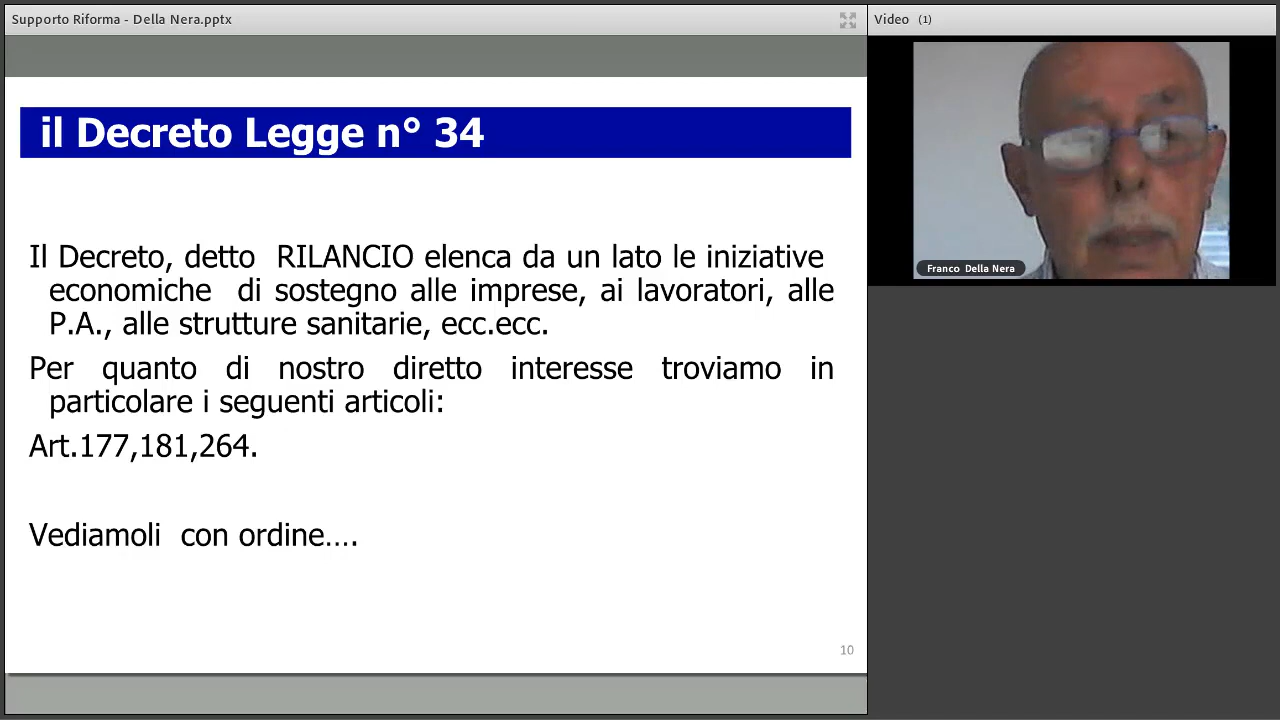 Supporto Riforma - Della Nera.pptx
Video (1)
il Decreto Legge n° 34
Il Decreto, detto RILANCIO elenca da un lato le iniziative
economiche di sostegno alle imprese, ai lavoratori, alle
P.A., alle strutture sanitarie, ecc.ecc.
Per quanto di nostro diretto interesse troviamo in
particolare i seguenti articoli:
Art.177,181,264.
Vediamoli con ordine....
10
Franco Della Nera